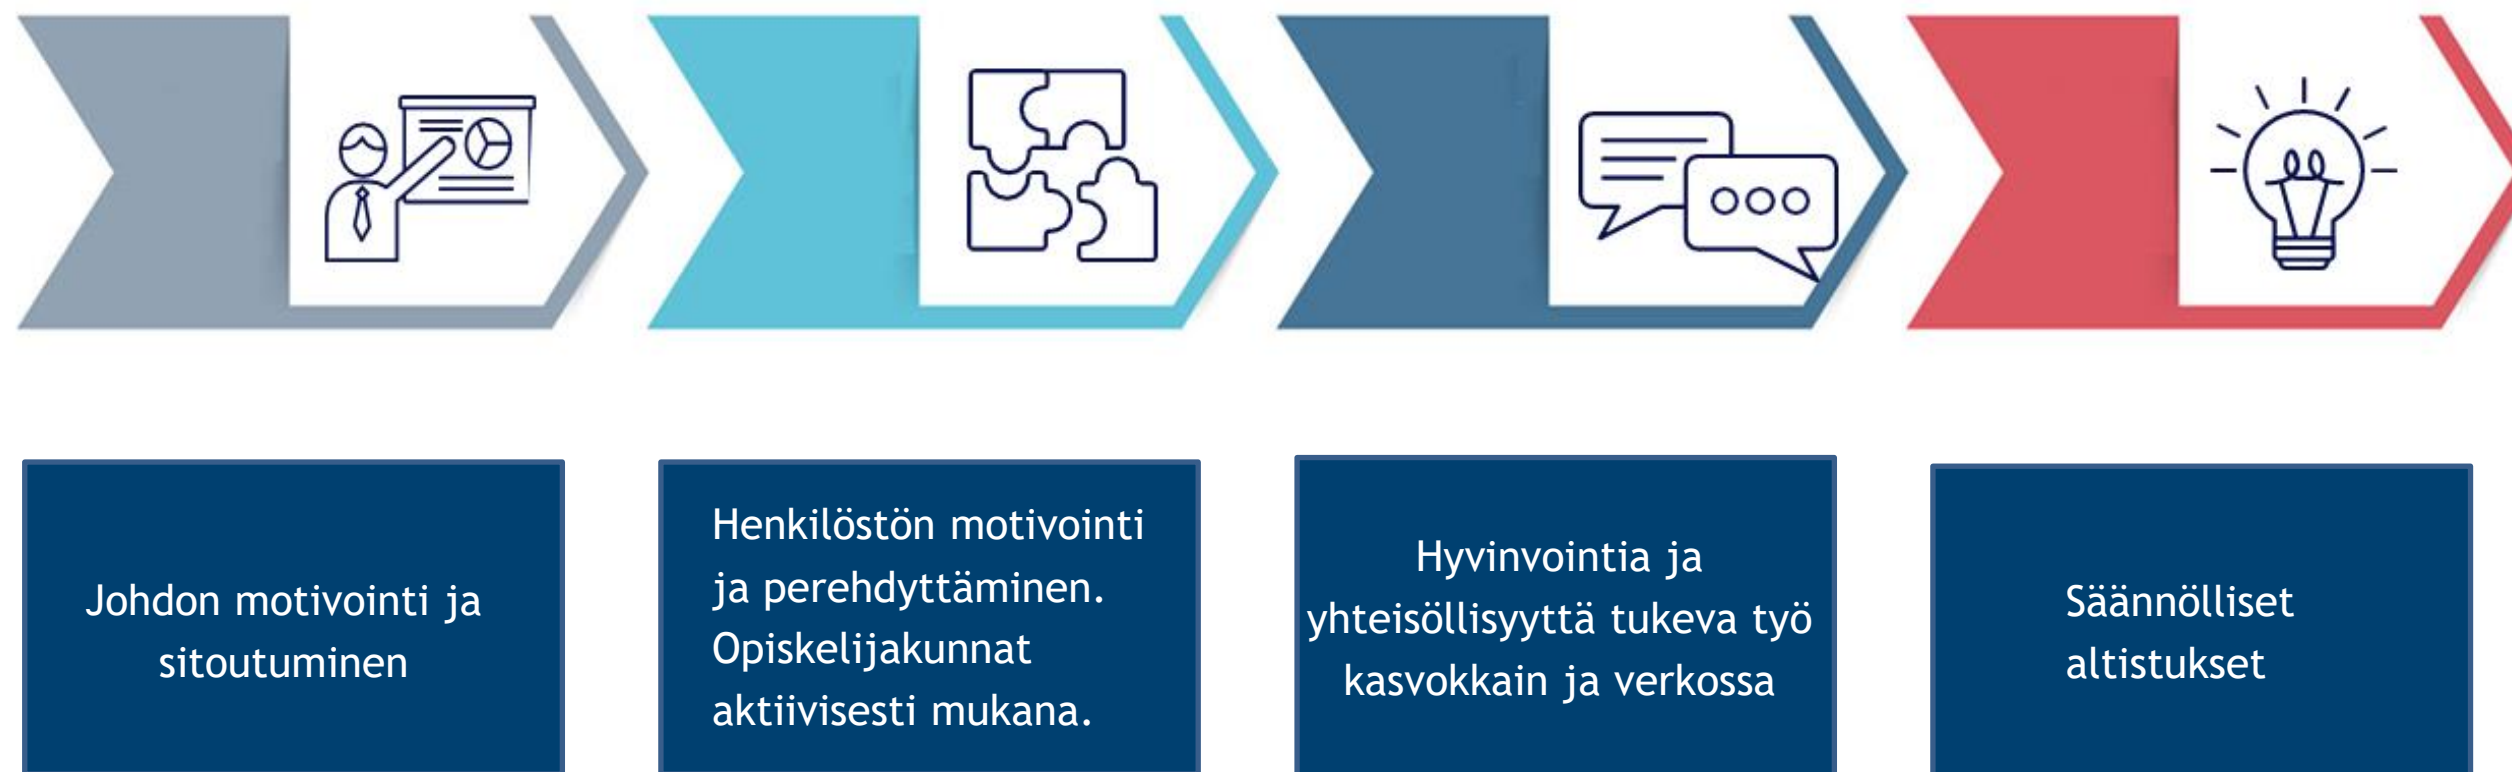 Johdon motivointi ja
sitoutuminen
Henkilöstön motivointi
ja perehdyttäminen.
Opiskelijakunnat
aktiivisesti mukana.
Hyvinvointia ja
yhteisöllisyyttä tukeva työ
kasvokkain ja verkossa
Säännölliset
altistukset